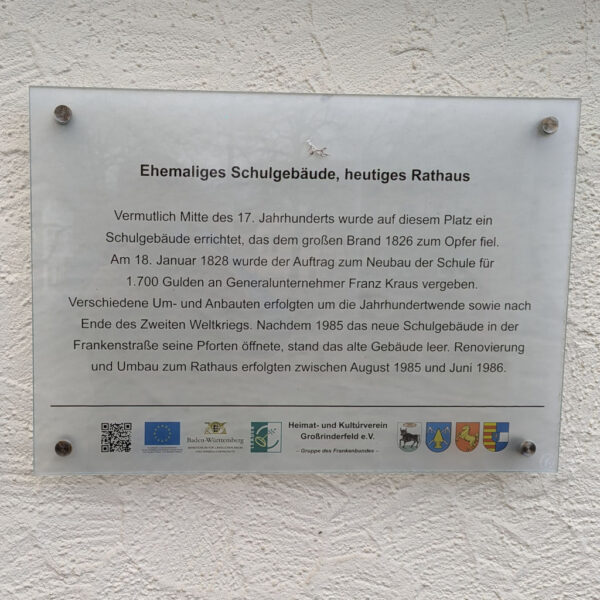 Ehemaliges Schulgebäude, heutiges Rathaus
Vermutlich Mitte des 17. Jahrhunderts wurde auf diesem Platz ein
Schulgebäude errichtet, das dem großen Brand 1826 zum Opfer fiel.
Am 18. Januar 1828 wurde der Auftrag zum Neubau der Schule für
1.700 Gulden an Generalunternehmer Franz Kraus vergeben.
Verschiedene Um- und Anbauten erfolgten um die Jahrhundertwende sowie nach
Ende des Zweiten Weltkriegs. Nachdem 1985 das neue Schulgebäude in der
Frankenstraße seine Pforten öffnete, stand das alte Gebäude leer. Renovierung
und Umbau zum Rathaus erfolgten zwischen August 1985 und Juni 1986.
Baden-Württemberg
Heimat- und Kultürverein
Großrinderfeld e.V.
– Gruppe des Frankenbundes –